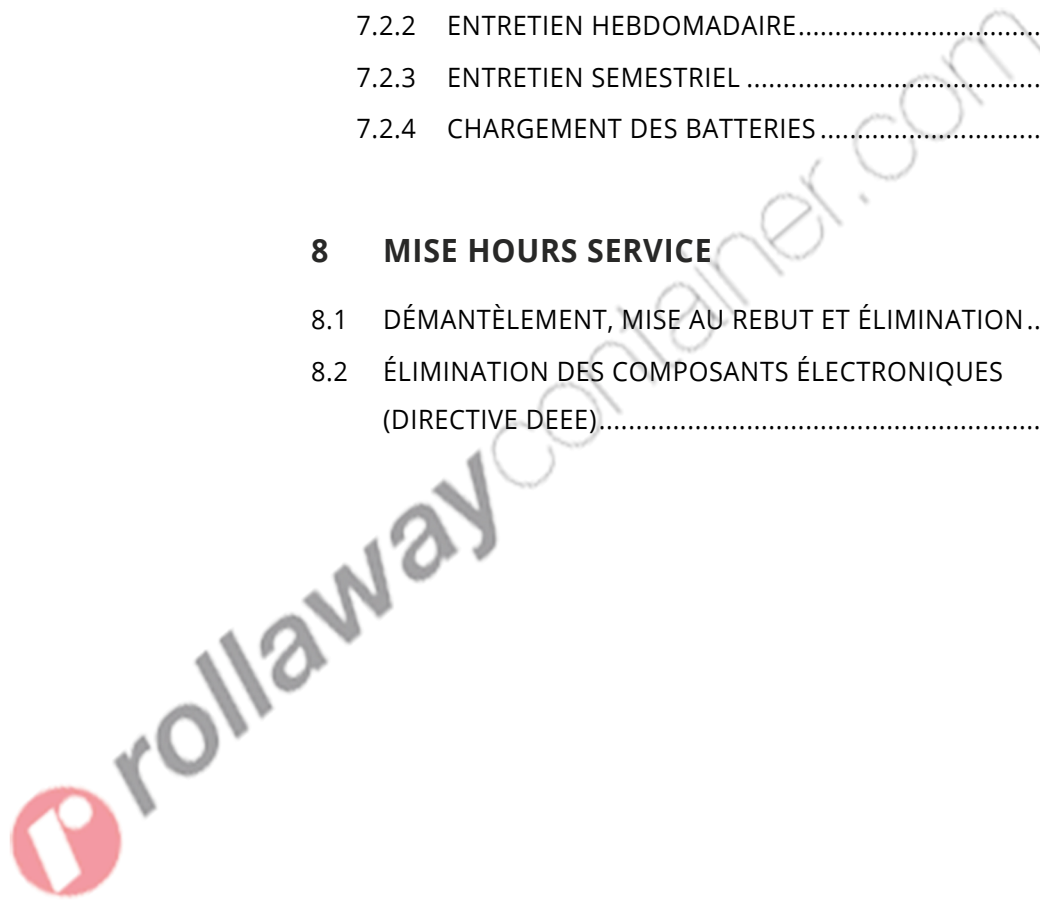 7.2.2 ENTRETIEN HEBDOMADAIRE.................................
7.2.3 ENTRETIEN SEMESTRIEL ........................................
7.2.4 CHARGEMENT DES BATTERIES ..............................
8 MISE HOURS SERVICE
8.1 DÉMANTÈLEMENT, MISE AU REBUT ET ÉLIMINATION ..
8.2 ÉLIMINATION DES COMPOSANTS ÉLECTRONIQUES
(DIRECTIVE DEEE)............................................................
rollawaycontainer.com